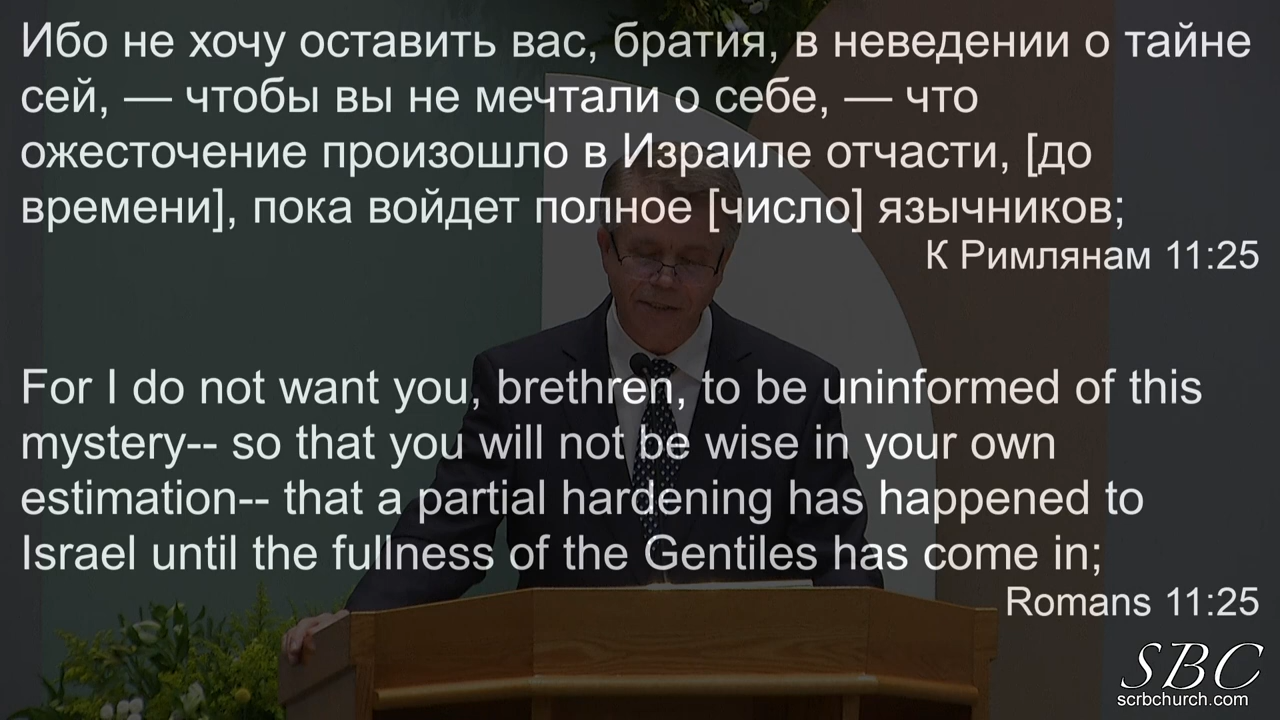 Ибо не хочу оставить вас, братия, в неведении о тайне
сей, — чтобы вы не мечтали о себе, — что
ожесточение произошло в Израиле отчасти, [до
времени], пока войдет полное [число] язычников;
К Римлянам 11:25
For I do not want you, brethren, to be uninformed of this
mystery-- so that you will not be wise in your own
estimation-- that a partial hardening has happened to
Israel until the fullness of the Gentiles has come in;
Romans 11:25
SBC
scrbchurch.com